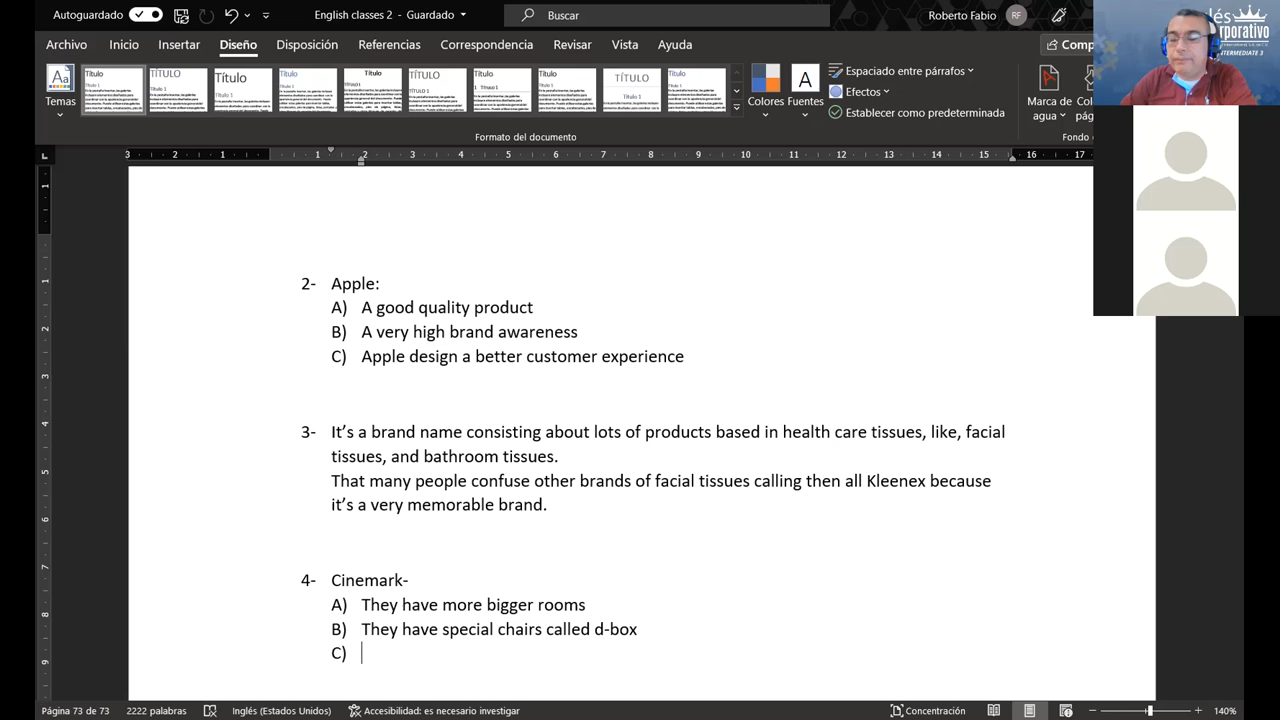 Autoguardado
English classes 2 - Guardado
Buscar
Roberto Fabio
RF
Archivo Inicio Insertar Diseño Disposición Referencias Correspondencia Revisar Vista Ayuda
Temas
Colores
Fuentes
Espaciado entre párrafos
Efectos
Establecer como predeterminada
Marca de agua
Formato del documento
Fondo
2- Apple:
A) A good quality product
B) A very high brand awareness
C) Apple design a better customer experience
3- It's a brand name consisting about lots of products based in health care tissues, like, facial
tissues, and bathroom tissues.
That many people confuse other brands of facial tissues calling then all Kleenex because
it's a very memorable brand.
4- Cinemark-
A) They have more bigger rooms
B) They have special chairs called d-box
C)
Página 73 de 73 2222 palabras Inglés (Estados Unidos) Accesibilidad: es necesario investigar
Concentración
140%